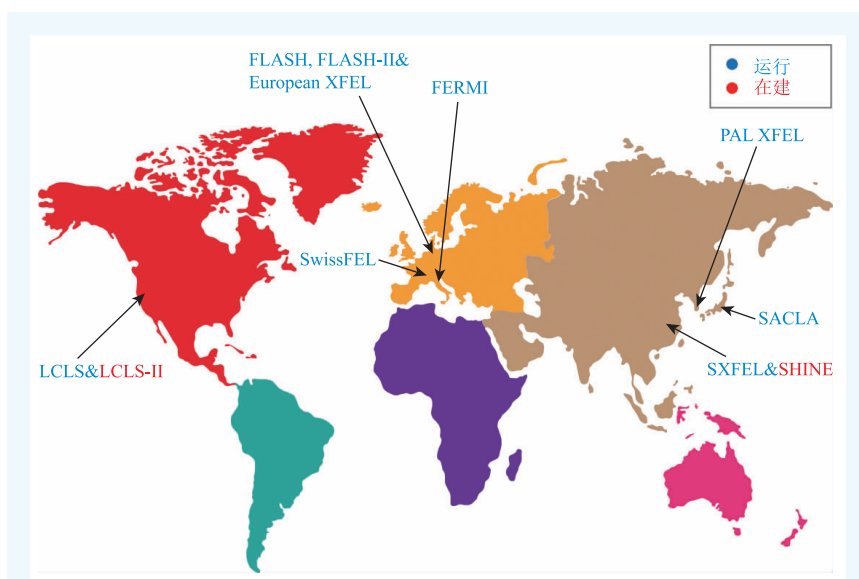 FLASH, FLASH-II&
European XFEL
FERMI
运行
在建
PAL XFEL
SwissFEL
SACLA
LCLS&LCLS-II
SXFEL&SHINE